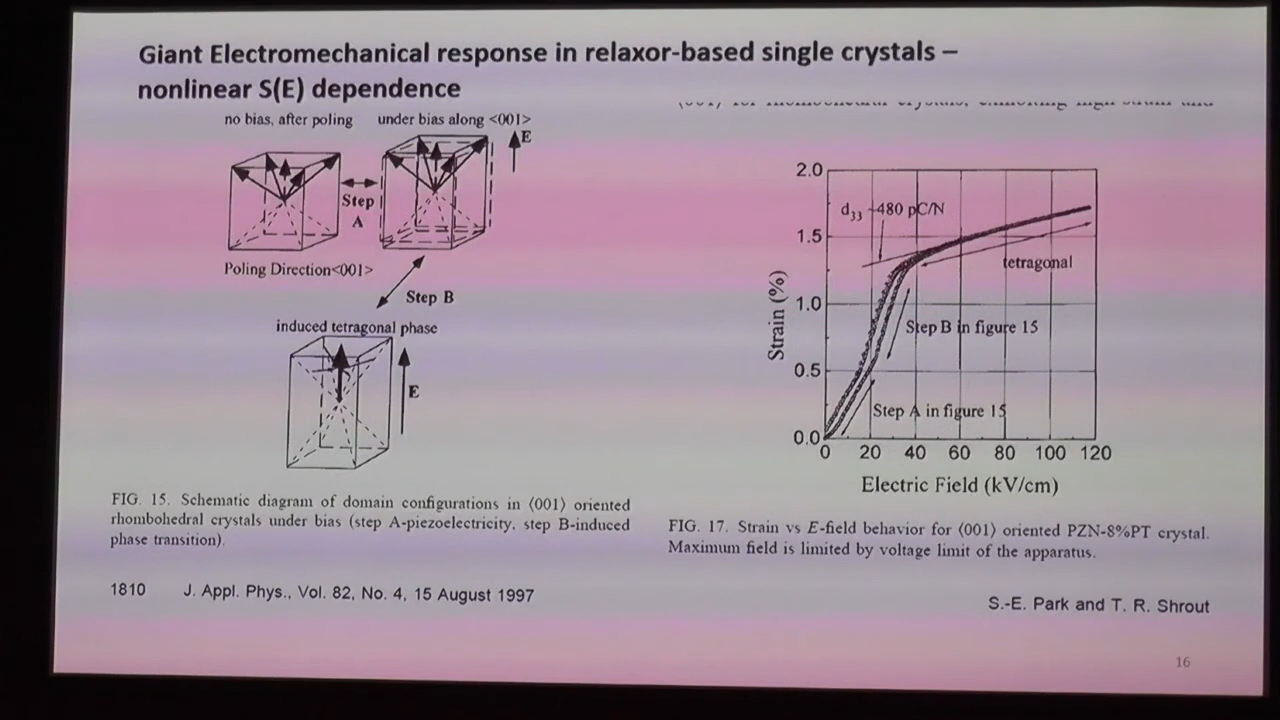 Giant Electromechanical response in relaxor-based single crystals –
nonlinear S(E) dependence
no bias, after poling
under bias along <001>
E
Step
A
Poling Direction<001>
Step B
induced tetragonal phase
E
FIG. 15. Schematic diagram of domain configurations in ⟨001⟩ oriented
rhombohedral crystals under bias (step A-piezoelectricity, step B-induced
phase transition).
1810 J. Appl. Phys., Vol. 82, No. 4, 15 August 1997
2.0
1.5
1.0
0.5
0.0
Strain (%)
d33 ~480 pC/N
tetragonal
Step B in figure 15
Step A in figure 15
0 20 40 60 80 100 120
Electric Field (kV/cm)
FIG. 17. Strain vs E-field behavior for ⟨001⟩ oriented PZN-8%PT crystal.
Maximum field is limited by voltage limit of the apparatus.
S.-E. Park and T. R. Shrout
16